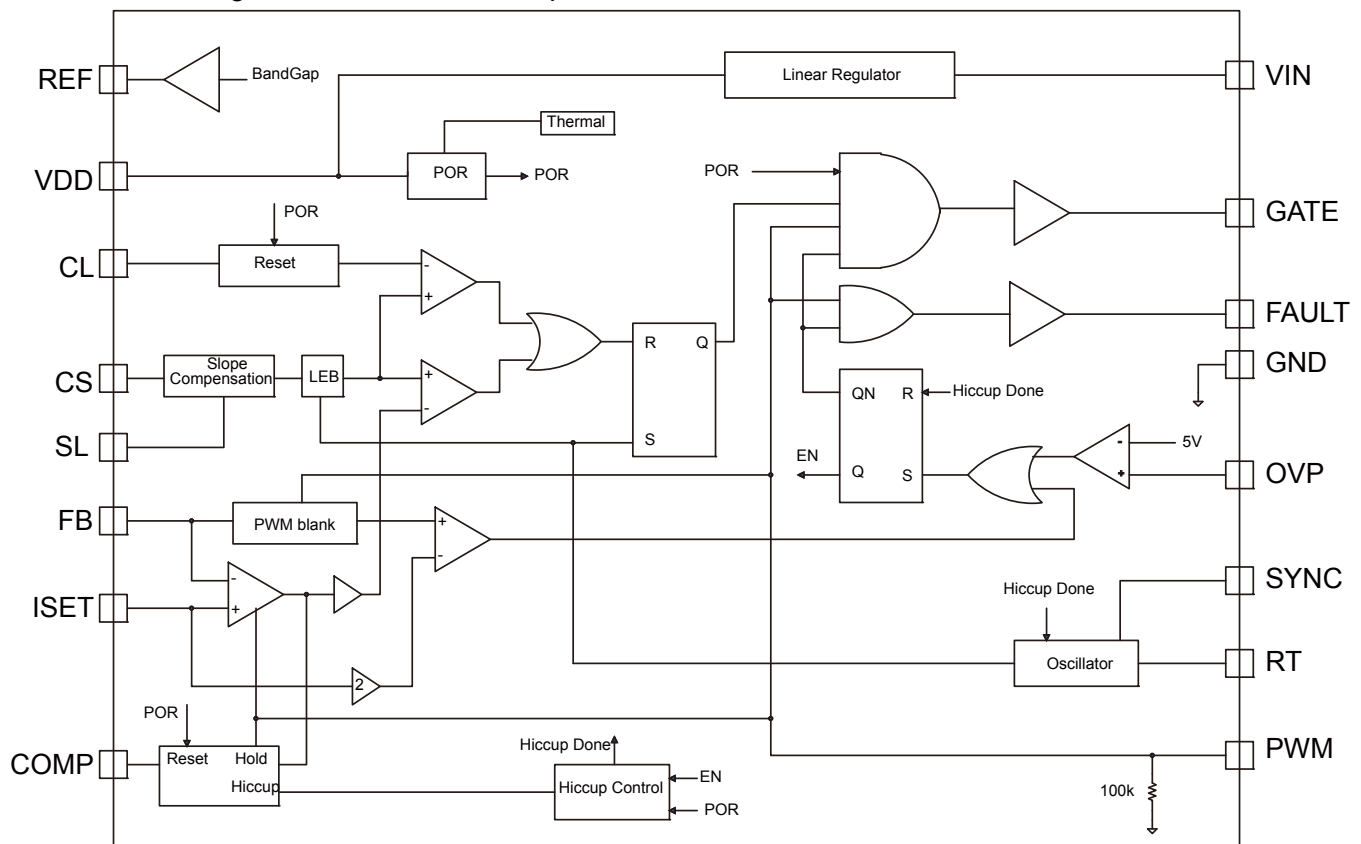 REF
BandGap
Linear Regulator
VIN
Thermal
VDD
POR
POR
POR
GATE
POR
CL
Reset
-
+
FAULT
R
Q
GND
CS
Slope
Compensation
LEB
+
-
QN
R
Hiccup Done
SL
S
EN
Q
S
-
5V
+
OVP
FB
PWM blank
+
-
SYNC
Hiccup Done
-
ISET
+
Oscillator
RT
2
POR
COMP
Reset
Hold
Hiccup
Hiccup Done
Hiccup Control
EN
POR
PWM
100k